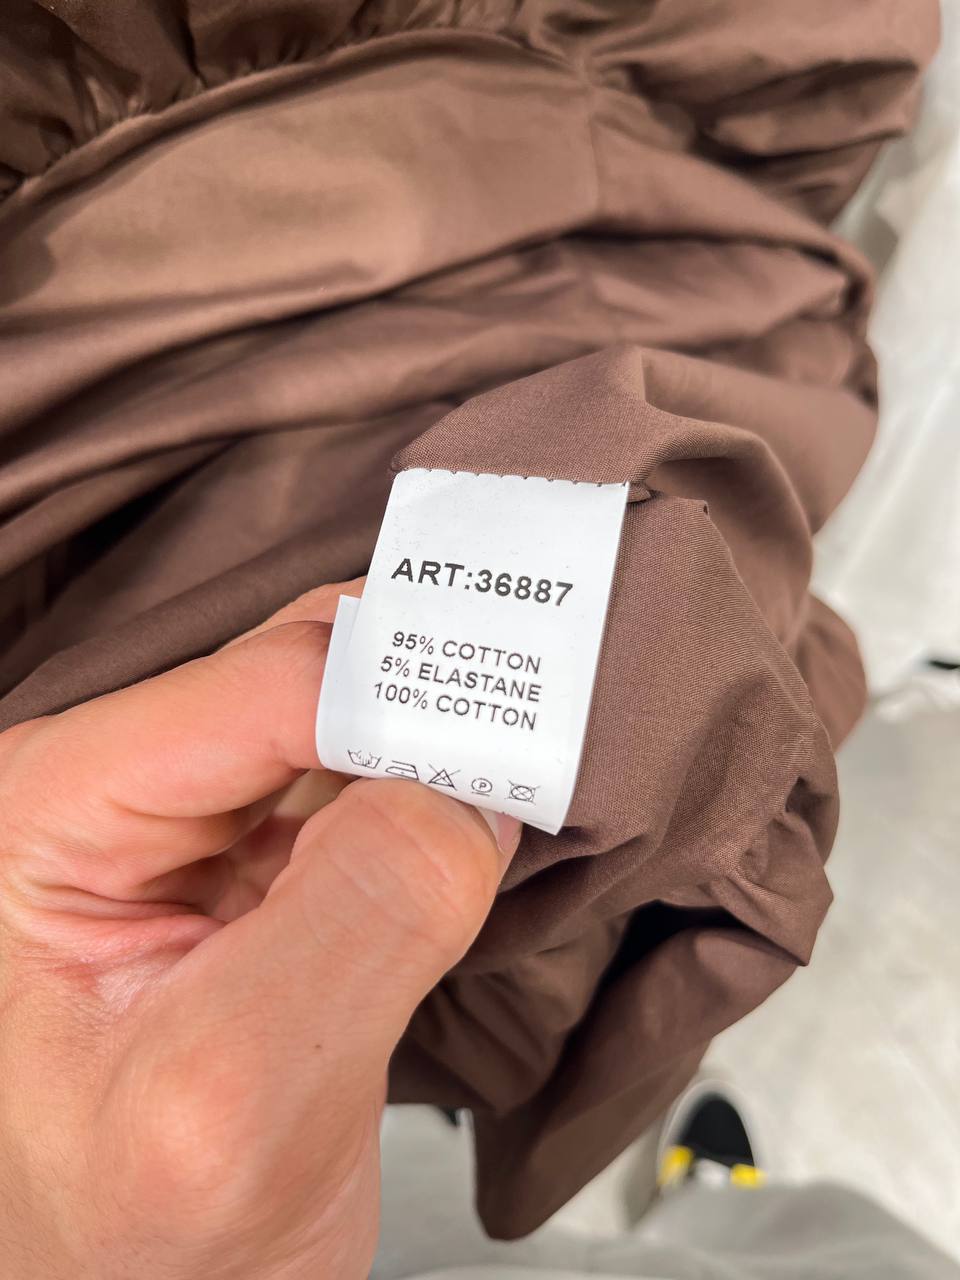 ART:36887
95% COTTON
5% ELASTANE
100% COTTON
P